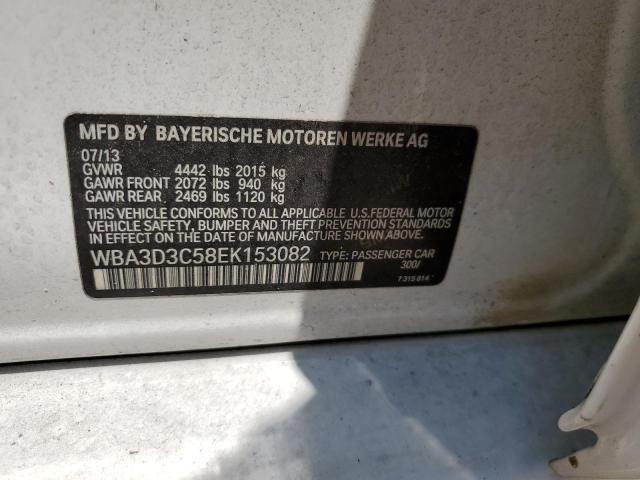 MFD BY BAYERISCHE MOTOREN WERKE AG
07/13
GVWR 4442 lbs 2015 kg
GAWR FRONT 2072 lbs 940 kg
GAWR REAR 2469 lbs 1120 kg
THIS VEHICLE CONFORMS TO ALL APPLICABLE U.S.FEDERAL MOTOR
VEHICLE SAFETY, BUMPER AND THEFT PREVENTION STANDARDS
IN EFFECT ON THE DATE OF MANUFACTURE SHOWN ABOVE.
WBA3D3C58EK153082 TYPE: PASSENGER CAR
300/
7315814